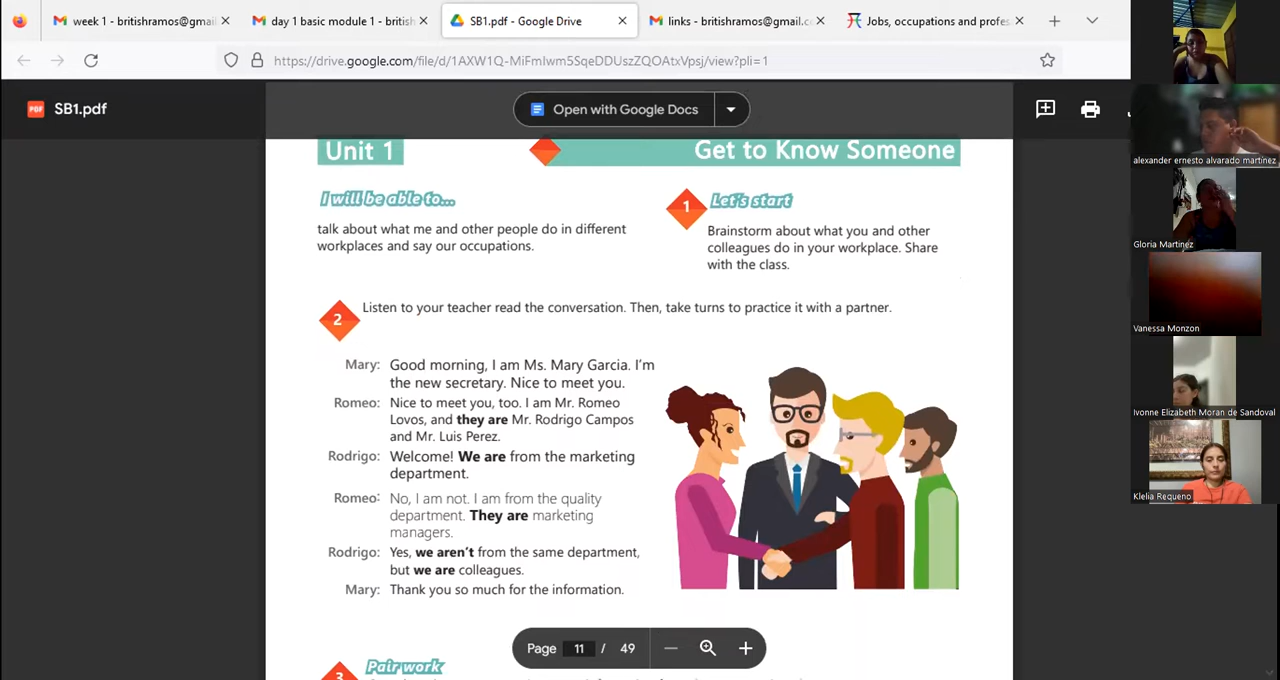 week 1 - britishramos@gmail
day 1 basic module 1 - british
SB1.pdf - Google Drive
links - britishramos@gmail.c
Jobs, occupations and profes
https://drive.google.com/file/d/1AXW1Q-MiFmIwm5SqeDDUszZQOAtxVpsj/view?pli=1
PDF
SB1.pdf
Open with Google Docs
Unit 1
Get to Know Someone
I will be able to...
talk about what me and other people do in different
workplaces and say our occupations.
1
Let's start
Brainstorm about what you and other
colleagues do in your workplace. Share
with the class.
2
Listen to your teacher read the conversation. Then, take turns to practice it with a partner.
Mary: Good morning, I am Ms. Mary Garcia. I'm
the new secretary. Nice to meet you.
Romeo: Nice to meet you, too. I am Mr. Romeo
Lovos, and they are Mr. Rodrigo Campos
and Mr. Luis Perez.
Rodrigo: Welcome! We are from the marketing
department.
Romeo: No, I am not. I am from the quality
department. They are marketing
managers.
Rodrigo: Yes, we aren't from the same department,
but we are colleagues.
Mary: Thank you so much for the information.
Page 11 / 49
3
Pair work
alexander ernesto alvarado martinez
Gloria Martinez
Vanessa Monzon
Ivonne Elizabeth Moran de Sandoval
Klelia Requeno